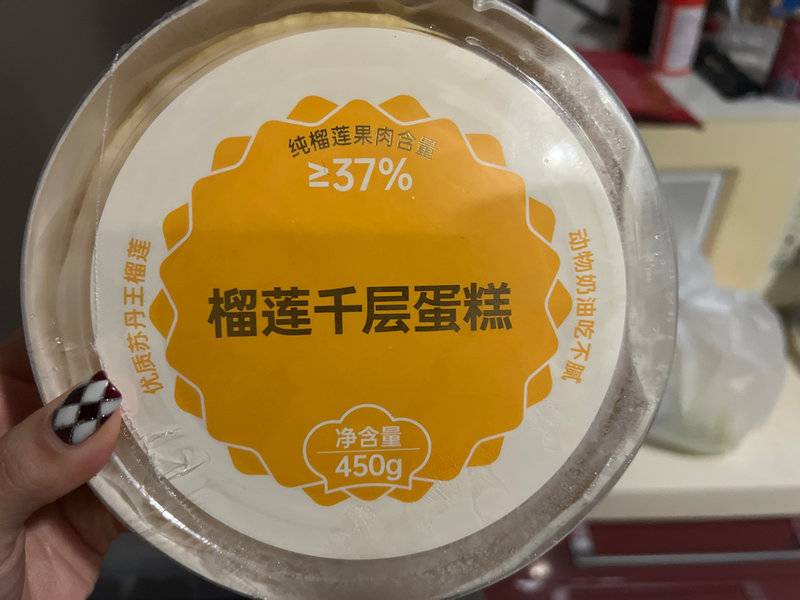 纯榴莲果肉含量
≥37%
优质苏丹王榴莲
榴莲千层蛋糕
动物奶油吃不腻
净含量
450g